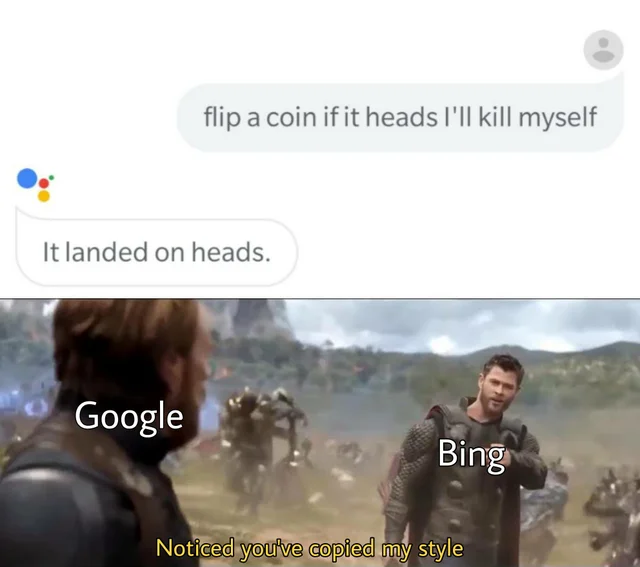 flip a coin if it heads I'll kill myself
It landed on heads.
Google
Bing
Noticed you've copied my style